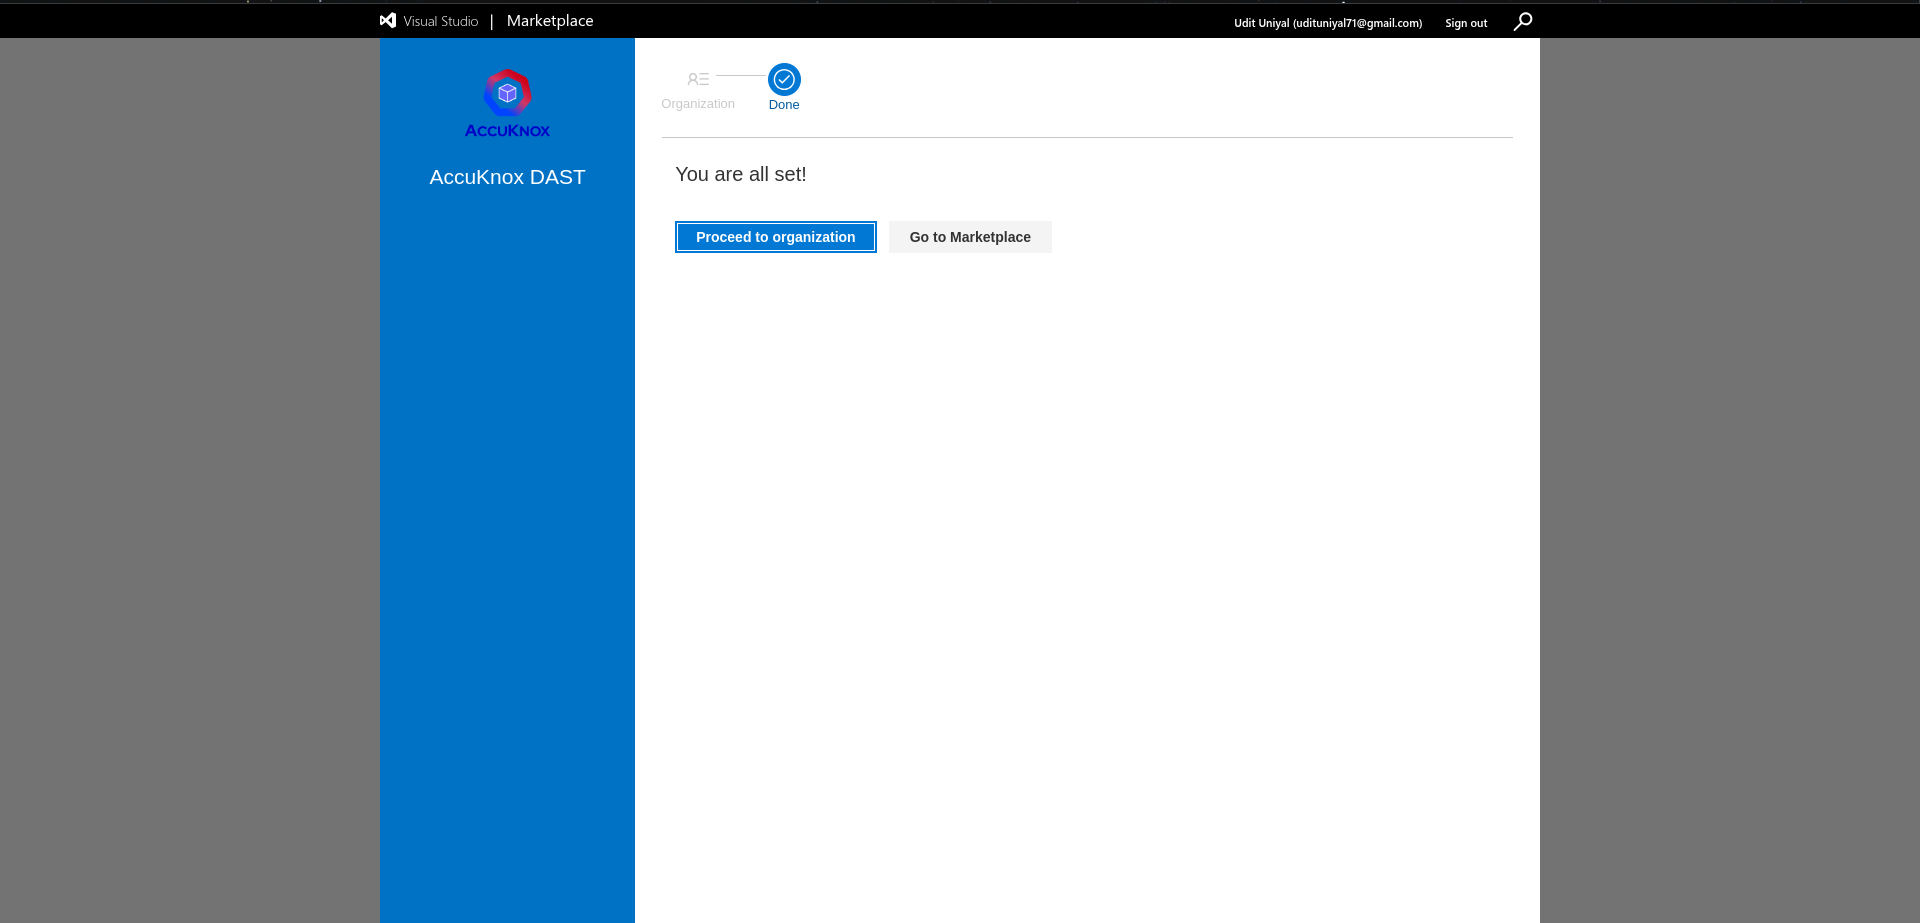 Visual Studio | Marketplace
Udit Uniyal (udituniyal71@gmail.com) Sign out
ACCUKNOX
AccuKnox DAST
Organization
Done
You are all set!
Proceed to organization
Go to Marketplace